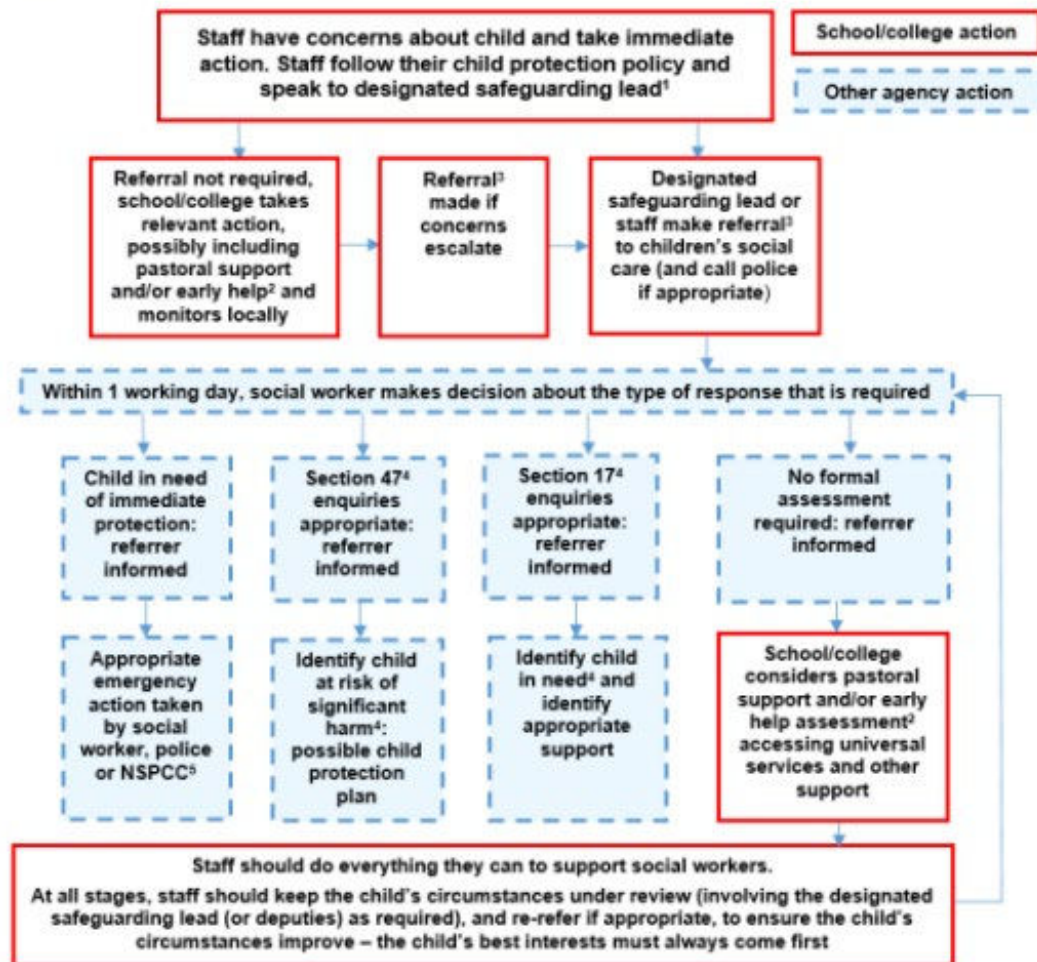 Staff have concerns about child and take immediate
action. Staff follow their child protection policy and
speak to designated safeguarding lead¹
School/college action
Other agency action
Referral not required,
school/college takes
relevant action,
possibly including
pastoral support
and/or early help² and
monitors locally
Referral³
made if
concerns
escalate
Designated
safeguarding lead or
staff make referral³
to children's social
care (and call police
if appropriate)
Within 1 working day, social worker makes decision about the type of response that is required
Child in need
of immediate
protection:
referrer
informed
Section 47⁴
enquiries
appropriate:
referrer
informed
Section 17⁴
enquiries
appropriate:
referrer
informed
No formal
assessment
required: referrer
informed
Appropriate
emergency
action taken
by social
worker, police
or NSPCC⁵
Identify child
at risk of
significant
harm⁴:
possible child
protection
plan
Identify child
in need⁴ and
identify
appropriate
support
School/college
considers pastoral
support and/or early
help assessment²
accessing universal
services and other
support
Staff should do everything they can to support social workers.
At all stages, staff should keep the child's circumstances under review (involving the designated
safeguarding lead (or deputies) as required), and re-refer if appropriate, to ensure the child's
circumstances improve – the child's best interests must always come first